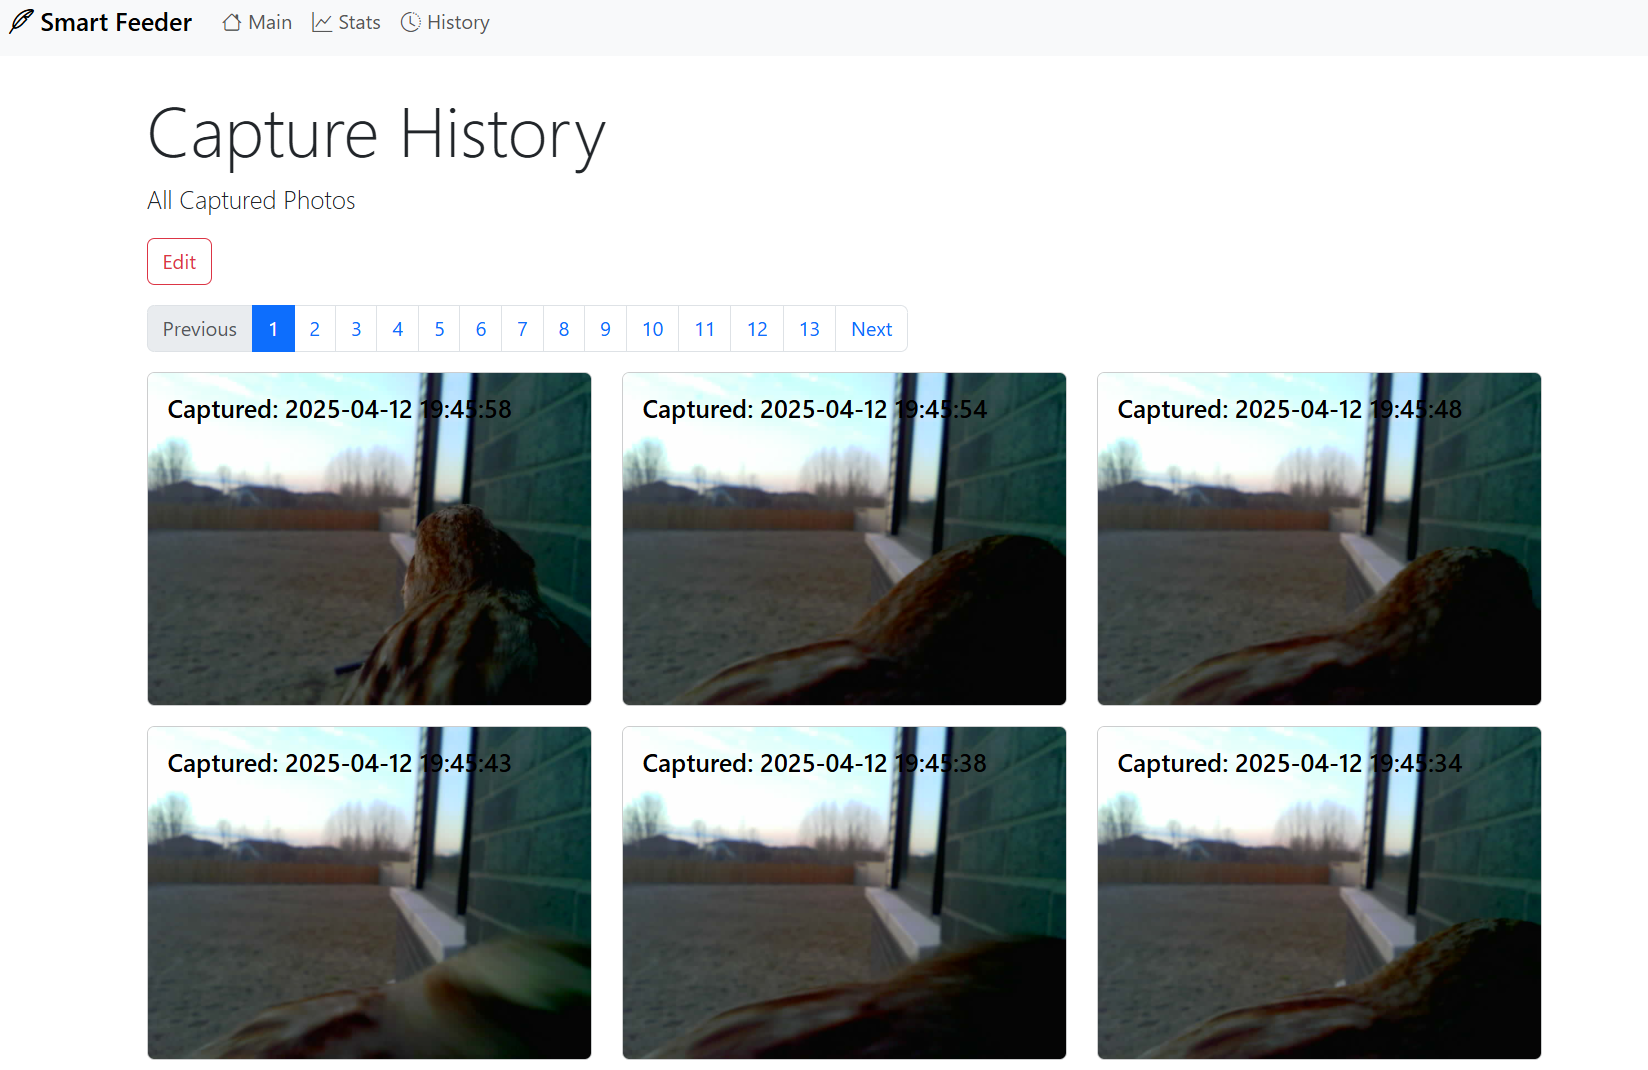 Smart Feeder Main Stats History
Capture History
All Captured Photos
Edit
Previous 1 2 3 4 5 6 7 8 9 10 11 12 13 Next
Captured: 2025-04-12 19:45:58
Captured: 2025-04-12 19:45:54
Captured: 2025-04-12 19:45:48
Captured: 2025-04-12 19:45:43
Captured: 2025-04-12 19:45:38
Captured: 2025-04-12 19:45:34